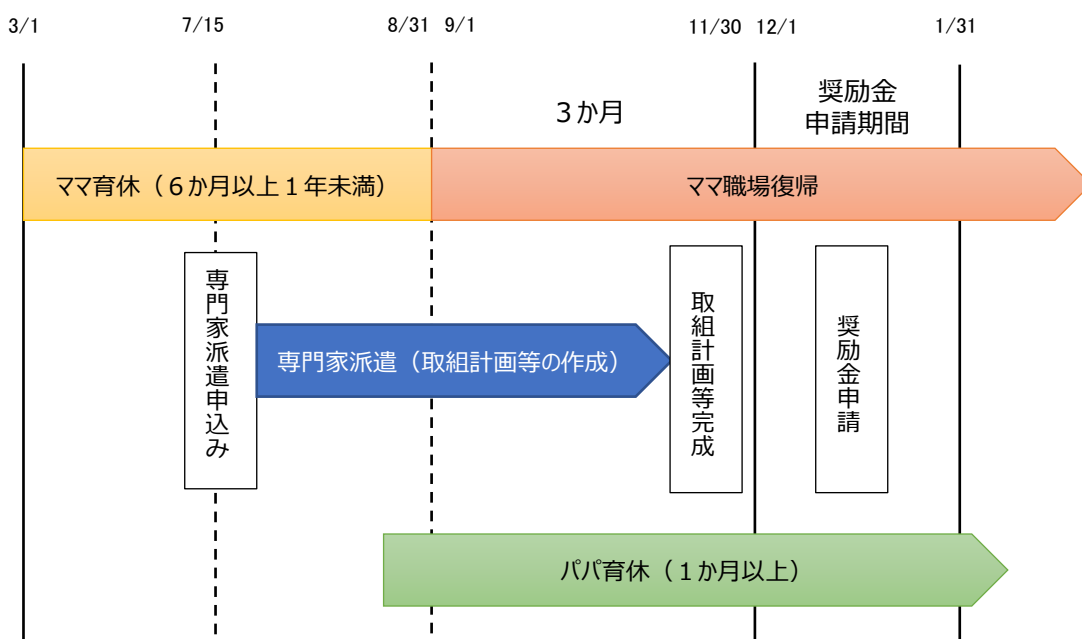 3/1
7/15
8/31
9/1
11/30
12/1
1/31
3か月
奨励金
申請期間
ママ育休（６か月以上１年未満）
ママ職場復帰
専門家派遣申込み
専門家派遣（取組計画等の作成）
取組計画等完成
奨励金申請
パパ育休（１か月以上）